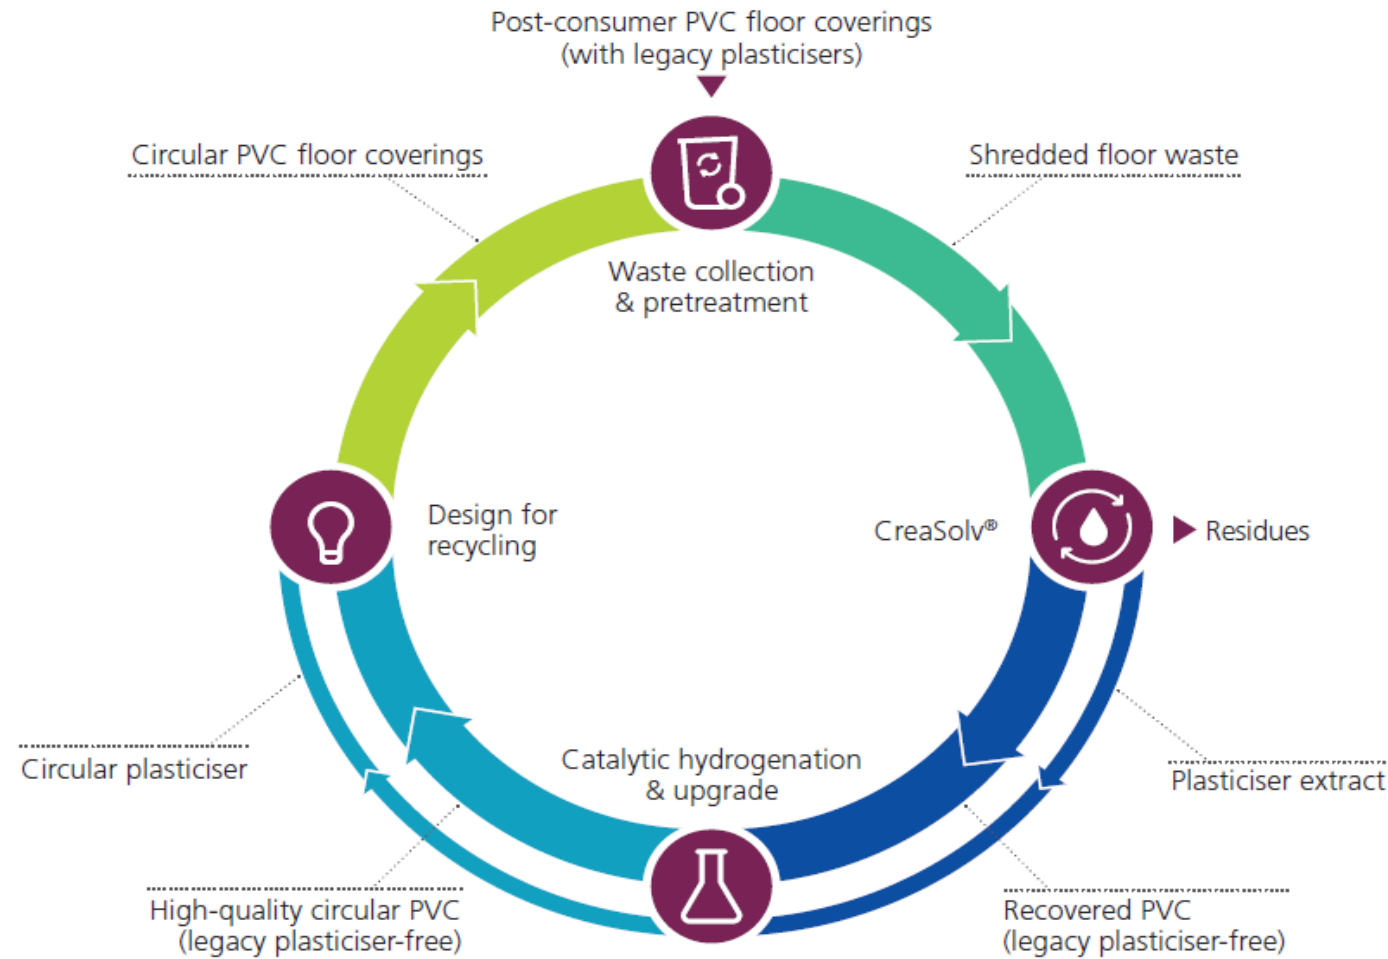 Post-consumer PVC floor coverings
(with legacy plasticisers)
Circular PVC floor coverings
Shredded floor waste
Waste collection
& pretreatment
Design for
recycling
CreaSolv®
Residues
Catalytic hydrogenation
& upgrade
Circular plasticiser
Plasticiser extract
High-quality circular PVC
(legacy plasticiser-free)
Recovered PVC
(legacy plasticiser-free)